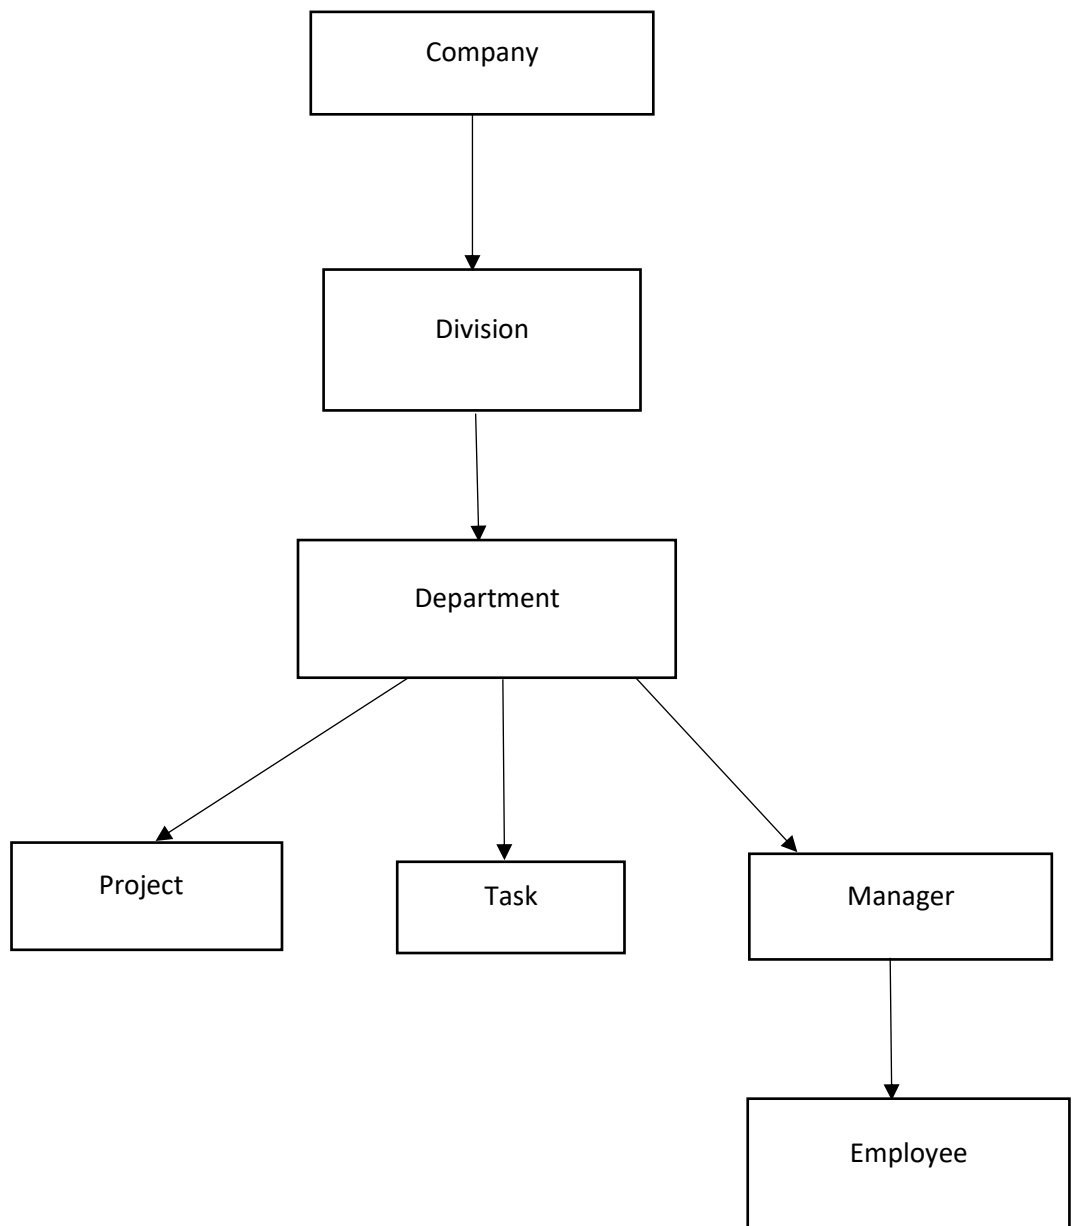 Company
Division
Department
Project
Task
Manager
Employee